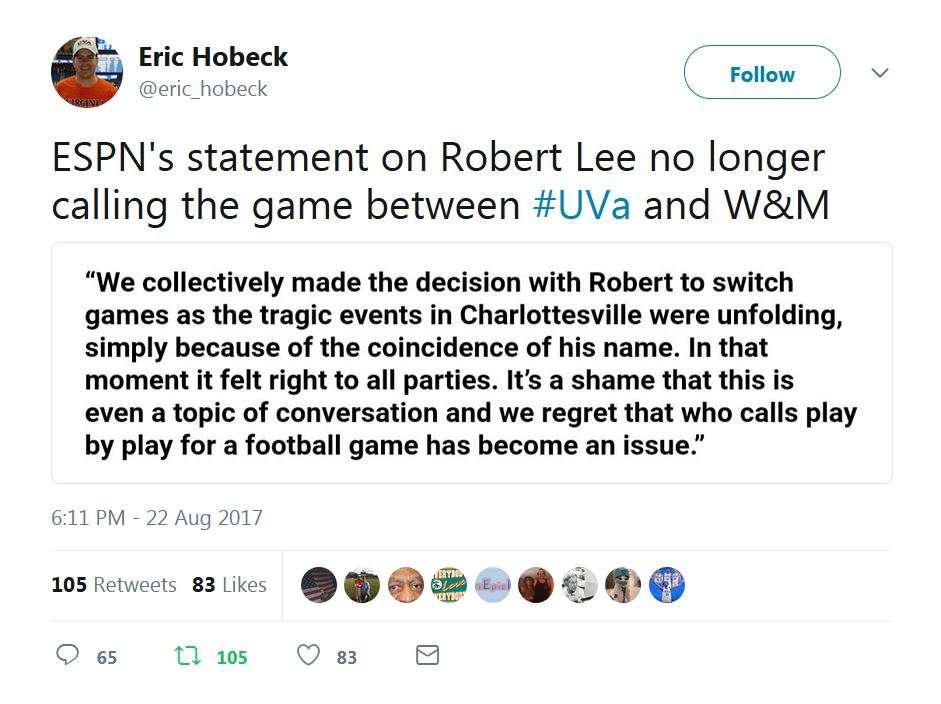 Eric Hobeck
@eric_hobeck
Follow
ESPN's statement on Robert Lee no longer
calling the game between #UVa and W&M
“We collectively made the decision with Robert to switch
games as the tragic events in Charlottesville were unfolding,
simply because of the coincidence of his name. In that
moment it felt right to all parties. It’s a shame that this is
even a topic of conversation and we regret that who calls play
by play for a football game has become an issue.”
6:11 PM - 22 Aug 2017
105 Retweets 83 Likes
65 105 83